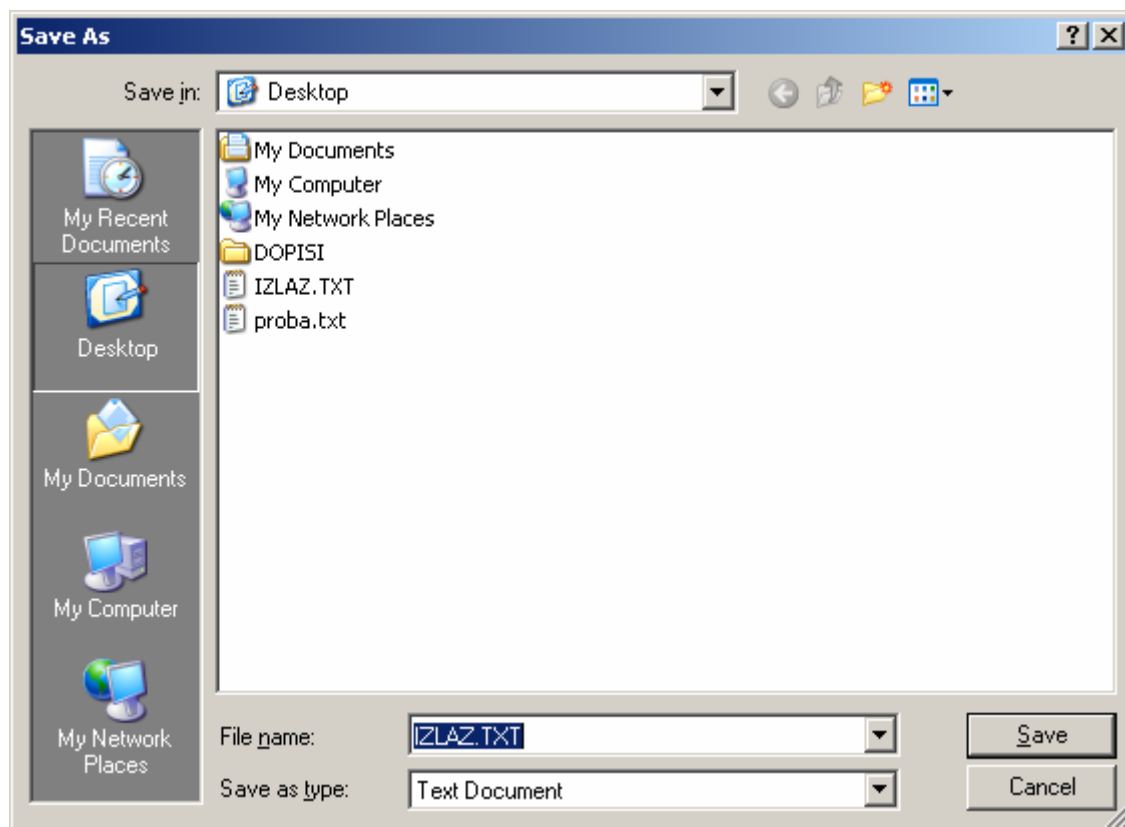 Save As
Save in:
Desktop
My Recent
Documents
Desktop
My Documents
My Computer
My Network
Places
My Documents
My Computer
My Network Places
DOPISI
IZLAZ.TXT
proba.txt
File name:
IZLAZ.TXT
Save
Save as type:
Text Document
Cancel